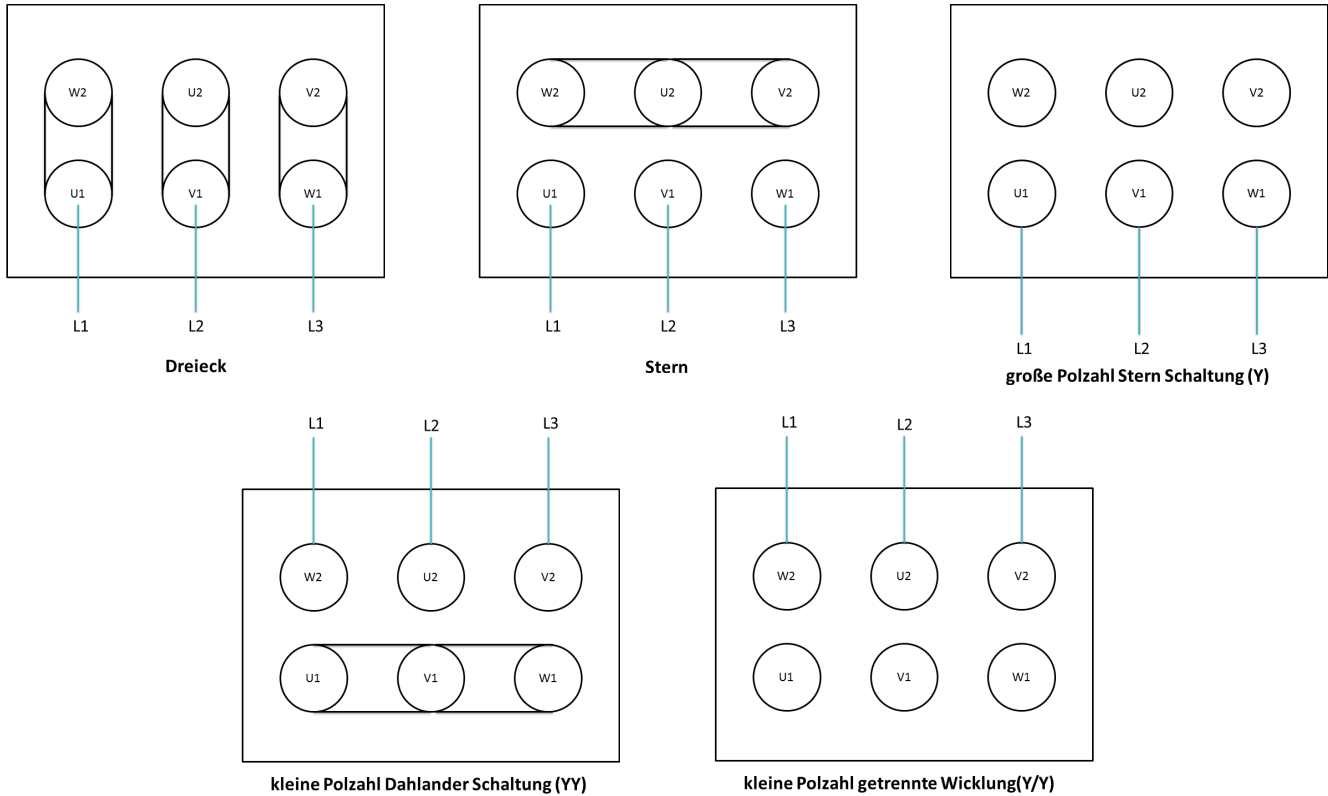 W2 U2 V2
U1 V1 W1
L1 L2 L3
Dreieck
W2 U2 V2
U1 V1 W1
L1 L2 L3
Stern
W2 U2 V2
U1 V1 W1
L1 L2 L3
große Polzahl Stern Schaltung (Y)
L1 L2 L3
W2 U2 V2
U1 V1 W1
kleine Polzahl Dahlander Schaltung (YY)
L1 L2 L3
W2 U2 V2
U1 V1 W1
kleine Polzahl getrennte Wicklung(Y/Y)